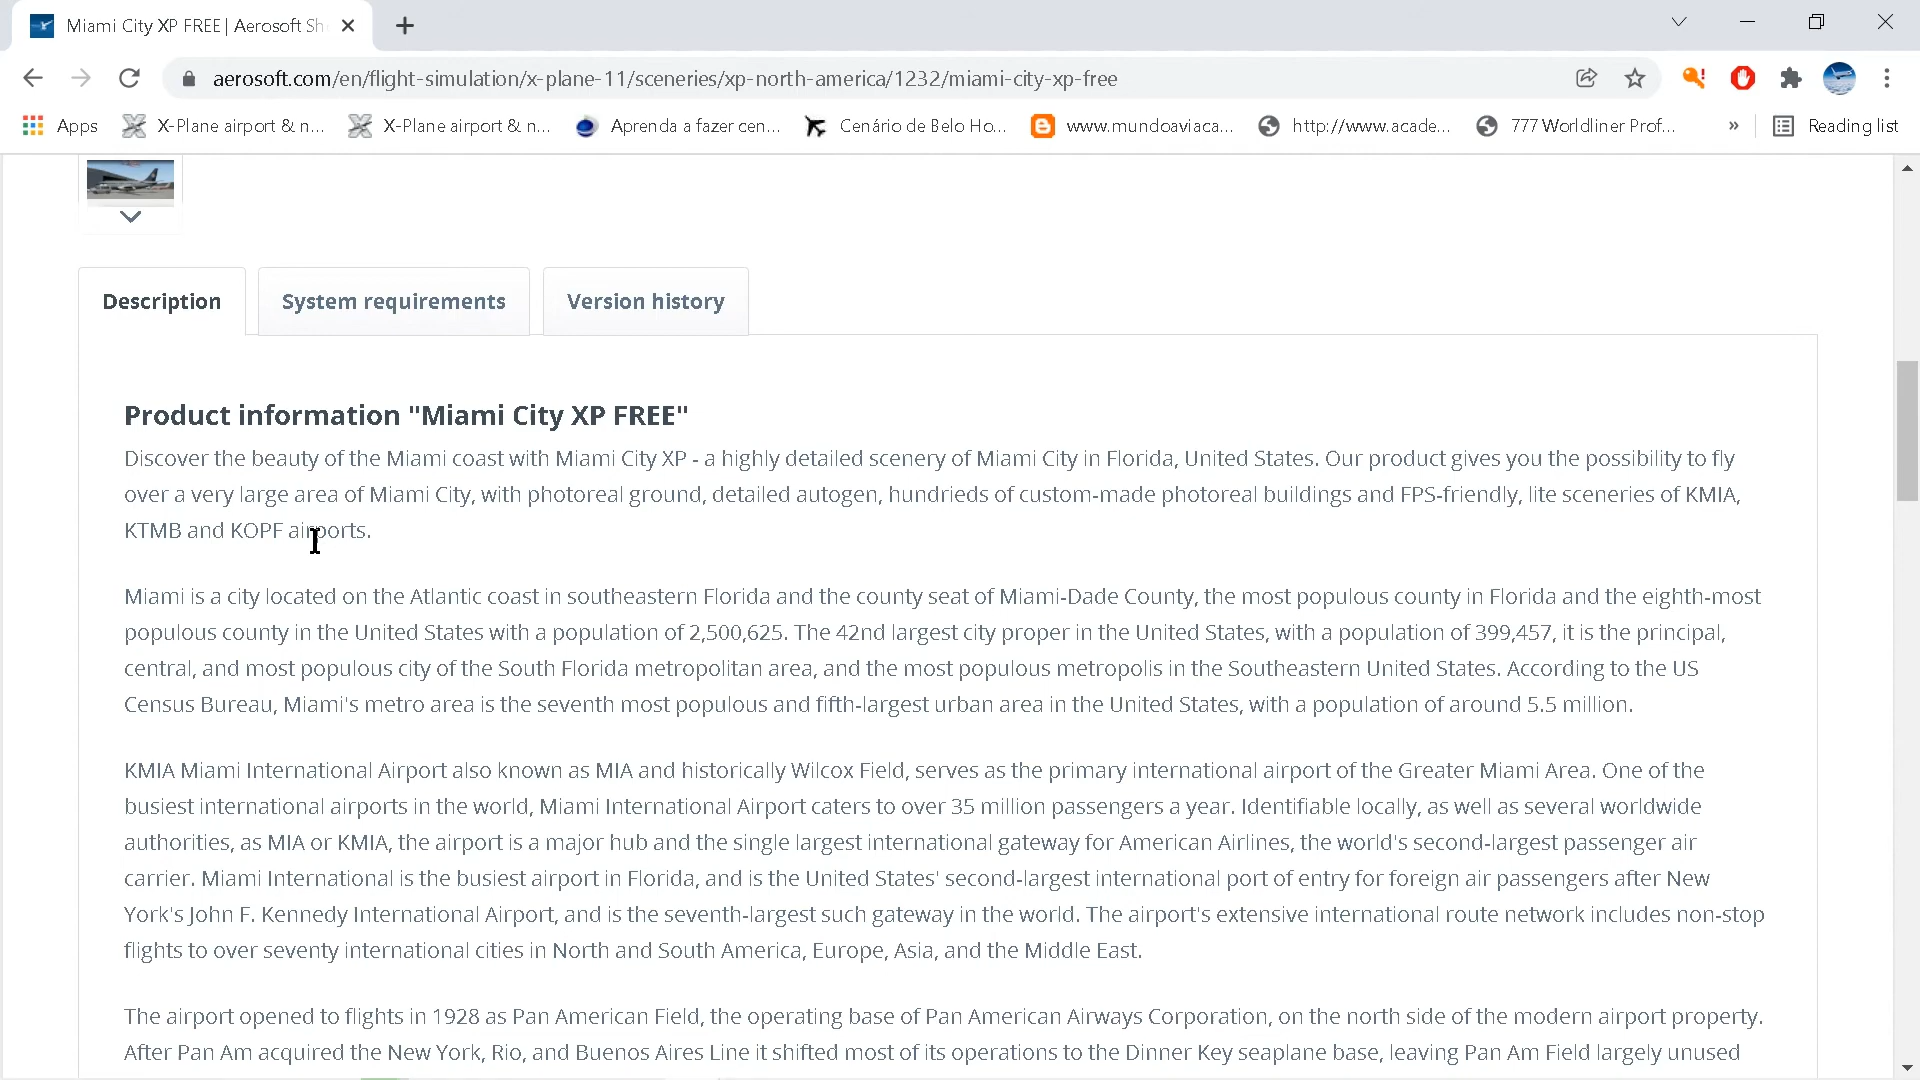 Miami City XP FREE | Aerosoft Sh
aerosoft.com/en/flight-simulation/x-plane-11/sceneries/xp-north-america/1232/miami-city-xp-free
Apps X-Plane airport & n... X-Plane airport & n... Aprenda a fazer cen... Cenário de Belo Ho... www.mundoaviaca... http://www.acade... 777 Worldliner Prof... » Reading list
Description System requirements Version history
Product information "Miami City XP FREE"
Discover the beauty of the Miami coast with Miami City XP - a highly detailed scenery of Miami City in Florida, United States. Our product gives you the possibility to fly
over a very large area of Miami City, with photoreal ground, detailed autogen, hundrieds of custom-made photoreal buildings and FPS-friendly, lite sceneries of KMIA,
KTMB and KOPF airports.
Miami is a city located on the Atlantic coast in southeastern Florida and the county seat of Miami-Dade County, the most populous county in Florida and the eighth-most
populous county in the United States with a population of 2,500,625. The 42nd largest city proper in the United States, with a population of 399,457, it is the principal,
central, and most populous city of the South Florida metropolitan area, and the most populous metropolis in the Southeastern United States. According to the US
Census Bureau, Miami's metro area is the seventh most populous and fifth-largest urban area in the United States, with a population of around 5.5 million.
KMIA Miami International Airport also known as MIA and historically Wilcox Field, serves as the primary international airport of the Greater Miami Area. One of the
busiest international airports in the world, Miami International Airport caters to over 35 million passengers a year. Identifiable locally, as well as several worldwide
authorities, as MIA or KMIA, the airport is a major hub and the single largest international gateway for American Airlines, the world's second-largest passenger air
carrier. Miami International is the busiest airport in Florida, and is the United States' second-largest international port of entry for foreign air passengers after New
York's John F. Kennedy International Airport, and is the seventh-largest such gateway in the world. The airport's extensive international route network includes non-stop
flights to over seventy international cities in North and South America, Europe, Asia, and the Middle East.
The airport opened to flights in 1928 as Pan American Field, the operating base of Pan American Airways Corporation, on the north side of the modern airport property.
After Pan Am acquired the New York, Rio, and Buenos Aires Line it shifted most of its operations to the Dinner Key seaplane base, leaving Pan Am Field largely unused